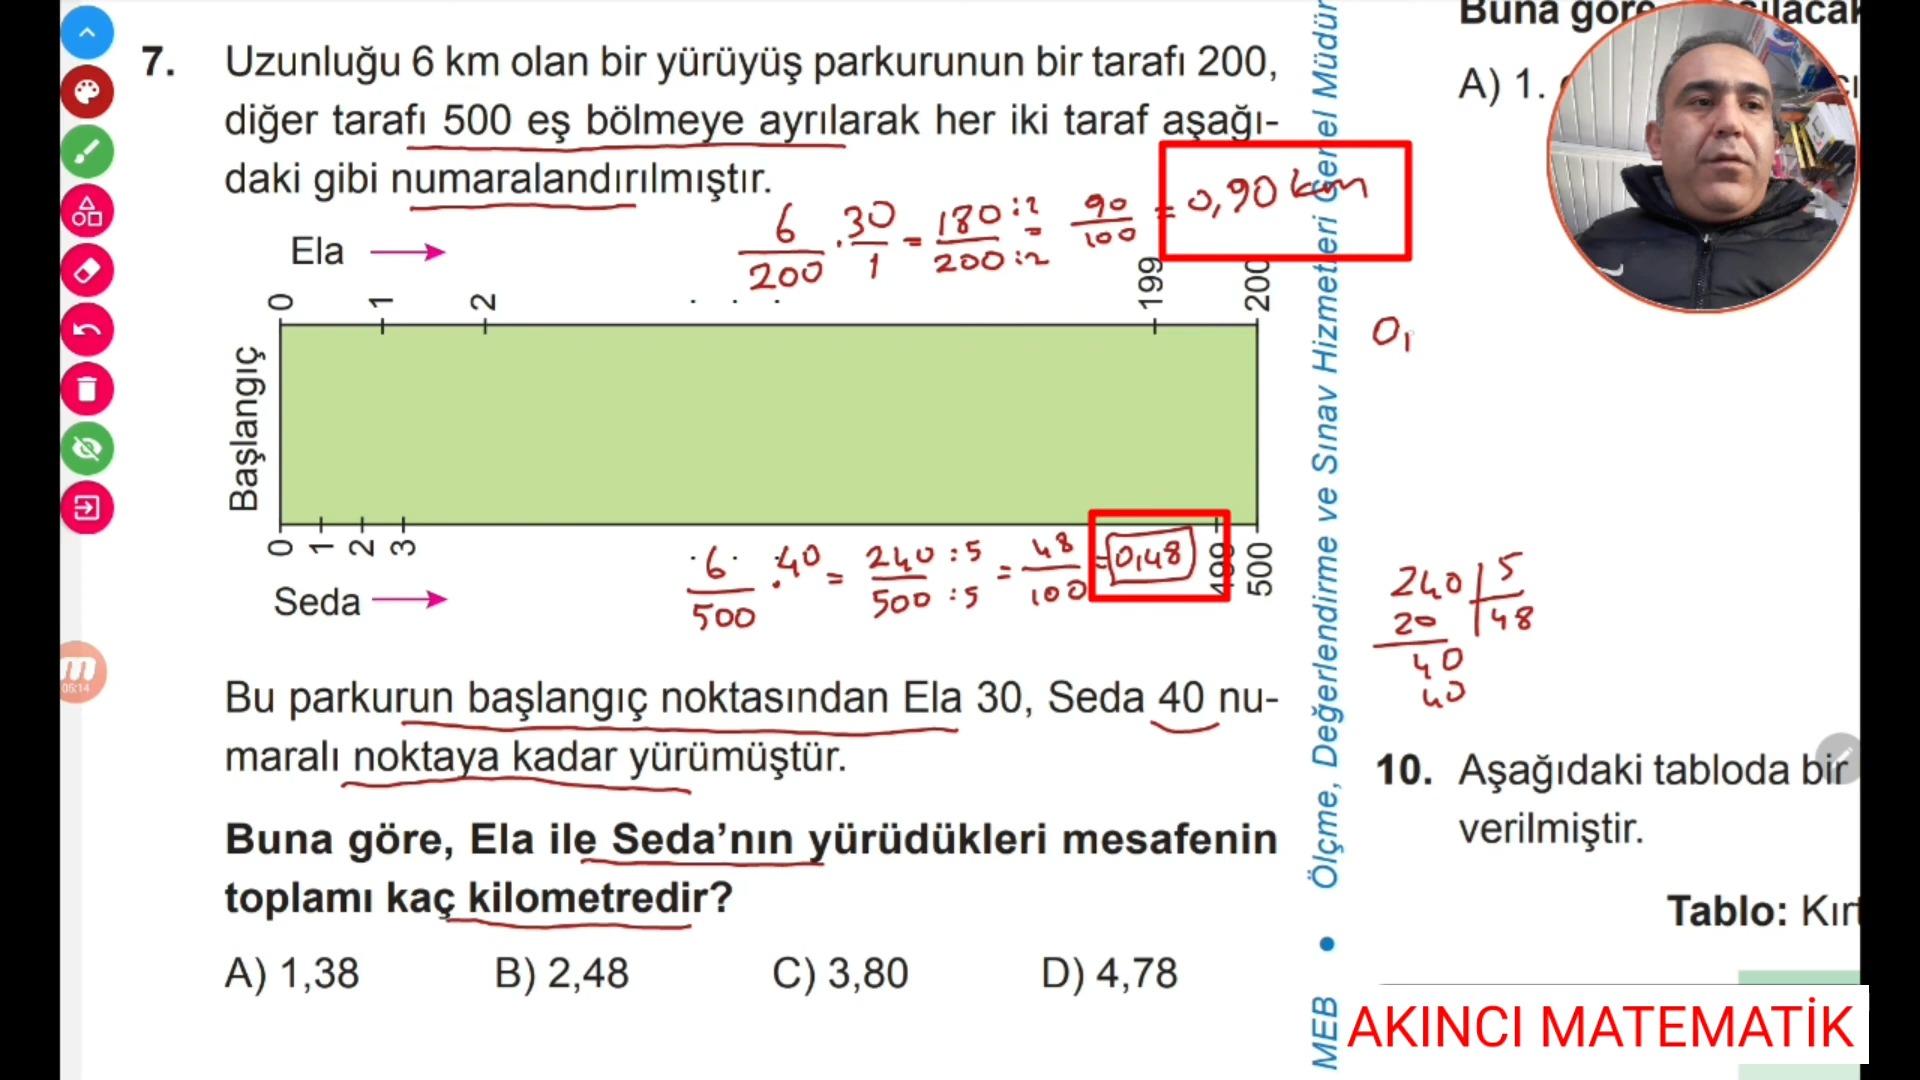 7. Uzunluğu 6 km olan bir yürüyüş parkurunun bir tarafı 200,
diğer tarafı 500 eş bölmeye ayrılarak her iki taraf aşağı-
daki gibi numaralandırılmıştır.
6/200 . 30/1 = 180:2/200:2 = 90/100 = 0,90 km
Ela
0 1 2 . . . 199 200
Başlangıç
0 1 2 3 . . . 499 500
Seda
6/500 . 40 = 240:5/500:5 = 48/100 = 0,48
Bu parkurun başlangıç noktasından Ela 30, Seda 40 nu-
maralı noktaya kadar yürümüştür.
Buna göre, Ela ile Seda’nın yürüdükleri mesafenin
toplamı kaç kilometredir?
A) 1,38 B) 2,48 C) 3,80 D) 4,78
05:14
MEB • Ölçme, Değerlendirme ve Sınav Hizmetleri Genel Müdür
Buna göre
A) 1.
0,
240 5
20 48
40
40
10. Aşağıdaki tabloda bir
verilmiştir.
Tablo: Kırt
AKINCI MATEMATİK